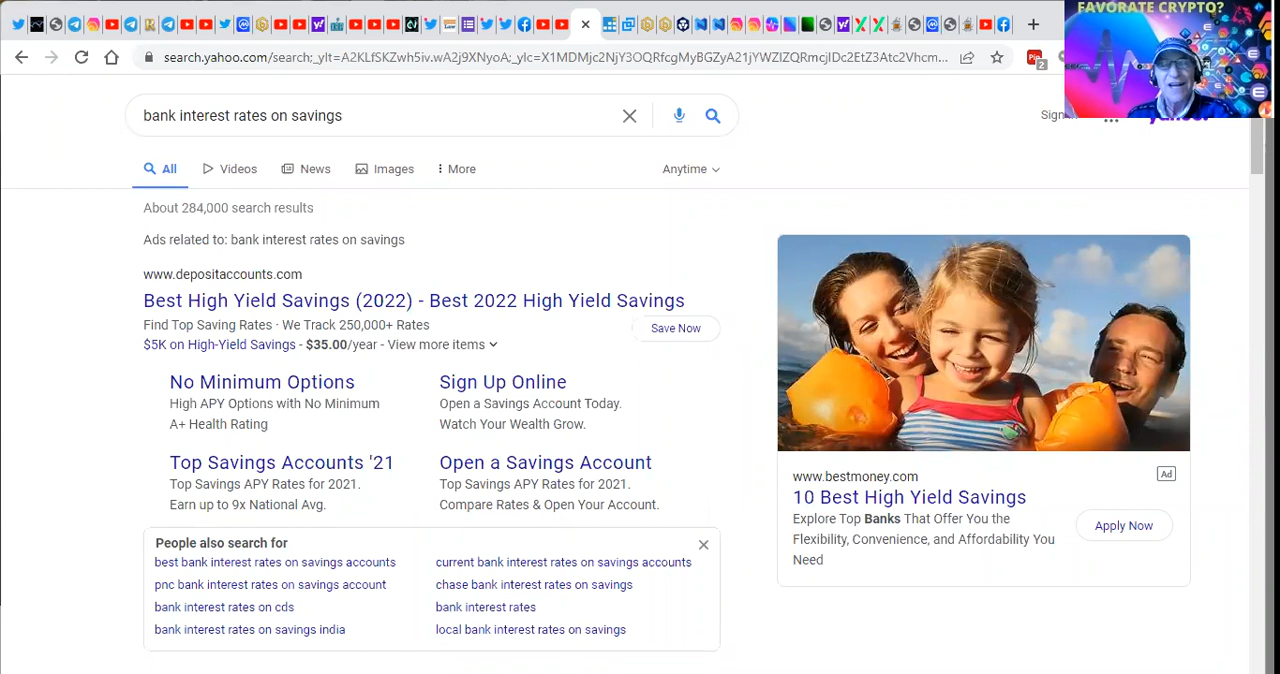 FAVORATE CRYPTO?
search.yahoo.com/search;_ylt=A2KLfSKZwh5iv.wA2j9XNyoA;_ylc=X1MDMjc2NjY3OQRfcgMyBGZyA21jYWZlZQRmcjIDc2EtZ3Atc2Vhcm...
2
bank interest rates on savings
Sign
All
Videos
News
Images
More
Anytime
About 284,000 search results
Ads related to: bank interest rates on savings
www.depositaccounts.com
Best High Yield Savings (2022) - Best 2022 High Yield Savings
Find Top Saving Rates · We Track 250,000+ Rates
Save Now
$5K on High-Yield Savings - $35.00/year - View more items
No Minimum Options
High APY Options with No Minimum
A+ Health Rating
Sign Up Online
Open a Savings Account Today.
Watch Your Wealth Grow.
Top Savings Accounts '21
Top Savings APY Rates for 2021.
Earn up to 9x National Avg.
Open a Savings Account
Top Savings APY Rates for 2021.
Compare Rates & Open Your Account.
People also search for
best bank interest rates on savings accounts
pnc bank interest rates on savings account
bank interest rates on cds
bank interest rates on savings india
current bank interest rates on savings accounts
chase bank interest rates on savings
bank interest rates
local bank interest rates on savings
www.bestmoney.com
Ad
10 Best High Yield Savings
Explore Top Banks That Offer You the
Flexibility, Convenience, and Affordability You
Need
Apply Now